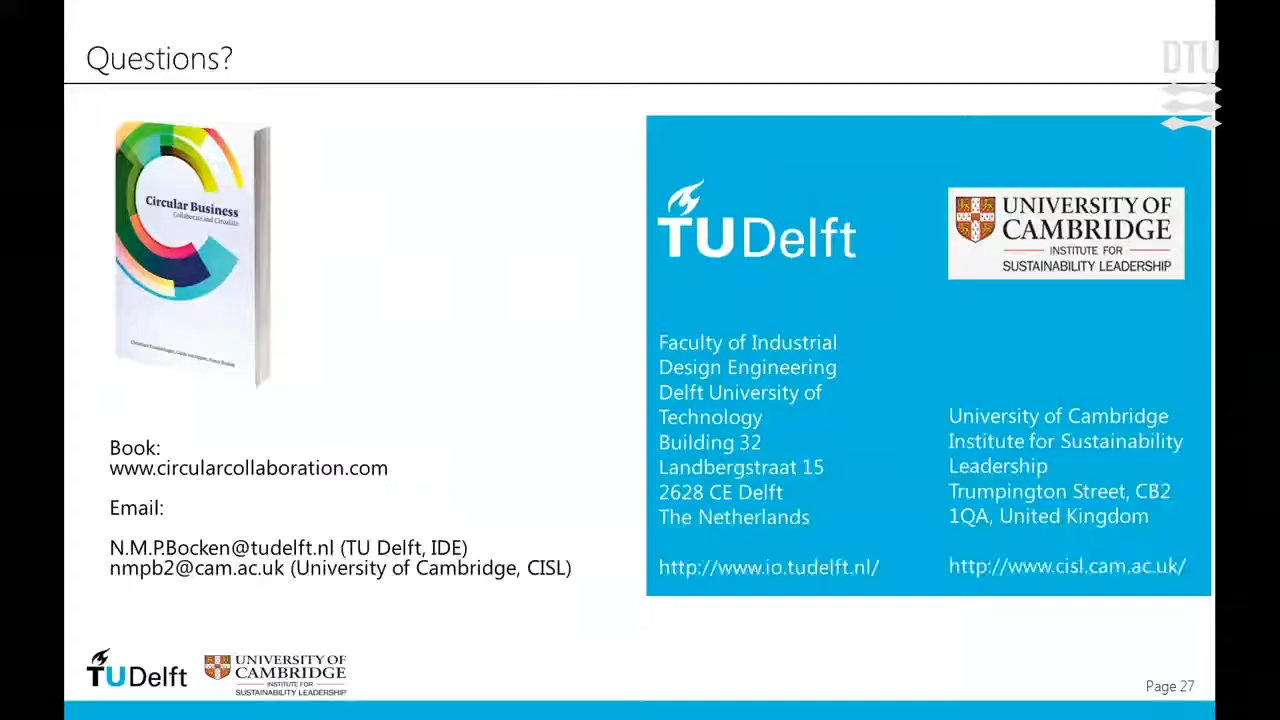 Questions?
DTU
Circular Business
Collaborate and Circulate
TU Delft
UNIVERSITY OF
CAMBRIDGE
INSTITUTE FOR
SUSTAINABILITY LEADERSHIP
Faculty of Industrial
Design Engineering
Delft University of
Technology
Building 32
Landbergstraat 15
2628 CE Delft
The Netherlands
http://www.io.tudelft.nl/
University of Cambridge
Institute for Sustainability
Leadership
Trumpington Street, CB2
1QA, United Kingdom
http://www.cisl.cam.ac.uk/
Book:
www.circularcollaboration.com
Email:
N.M.P.Bocken@tudelft.nl (TU Delft, IDE)
nmpb2@cam.ac.uk (University of Cambridge, CISL)
TU Delft
UNIVERSITY OF
CAMBRIDGE
INSTITUTE FOR
SUSTAINABILITY LEADERSHIP
Page 27